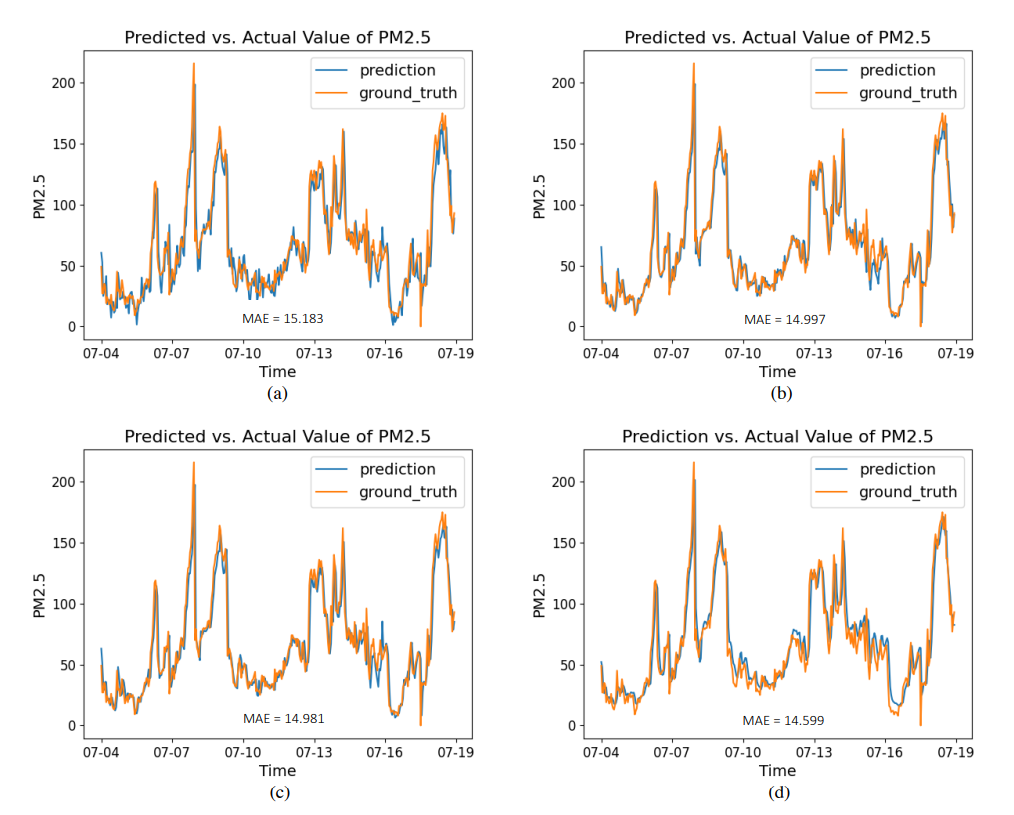 Predicted vs. Actual Value of PM2.5
prediction
ground_truth
PM2.5
200
150
100
50
0
MAE = 15.183
07-04 07-07 07-10 07-13 07-16 07-19
Time
(a)
Predicted vs. Actual Value of PM2.5
prediction
ground_truth
PM2.5
200
150
100
50
0
MAE = 14.997
07-04 07-07 07-10 07-13 07-16 07-19
Time
(b)
Predicted vs. Actual Value of PM2.5
prediction
ground_truth
PM2.5
200
150
100
50
0
MAE = 14.981
07-04 07-07 07-10 07-13 07-16 07-19
Time
(c)
Prediction vs. Actual Value of PM2.5
prediction
ground_truth
PM2.5
200
150
100
50
0
MAE = 14.599
07-04 07-07 07-10 07-13 07-16 07-19
Time
(d)